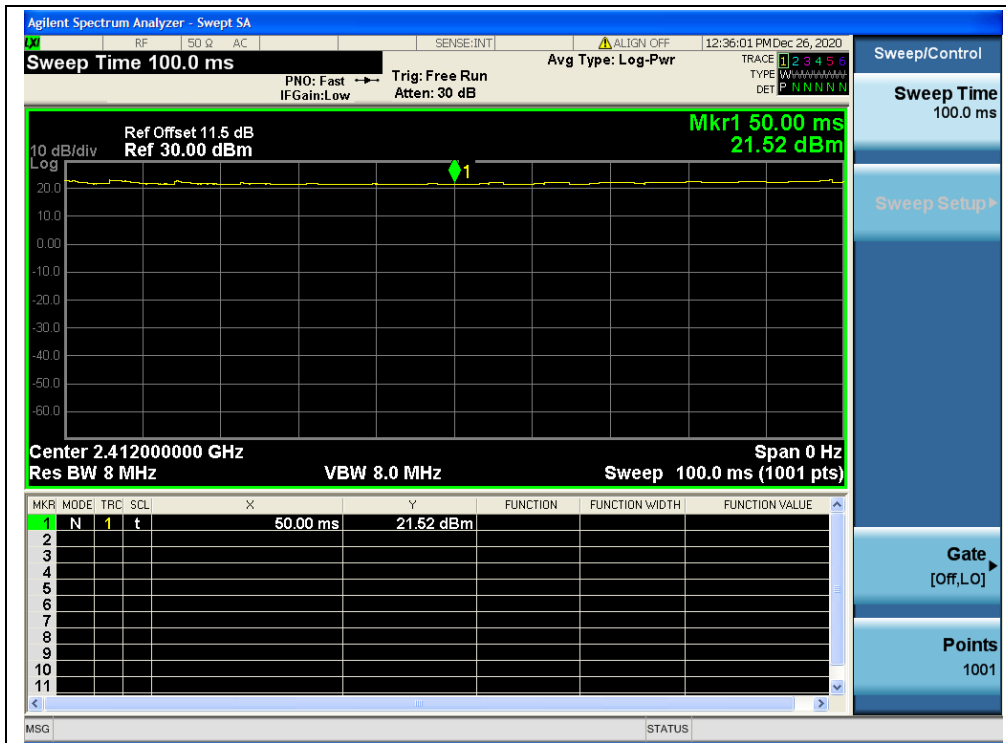 Agilent Spectrum Analyzer - Swept SA
LXI RF 50 Ω AC SENSE:INT ALIGN OFF 12:36:01 PM Dec 26, 2020
Sweep Time 100.0 ms
PNO: Fast
IFGain:Low
Trig: Free Run
Atten: 30 dB
Avg Type: Log-Pwr
TRACE 1 2 3 4 5 6
TYPE W
DET P N N N N N
Ref Offset 11.5 dB
10 dB/div Ref 30.00 dBm
Log
Mkr1 50.00 ms
21.52 dBm
1
20.0
10.0
0.00
-10.0
-20.0
-30.0
-40.0
-50.0
-60.0
Center 2.412000000 GHz Span 0 Hz
Res BW 8 MHz VBW 8.0 MHz Sweep 100.0 ms (1001 pts)
MKR MODE TRC SCL X Y FUNCTION FUNCTION WIDTH FUNCTION VALUE
1 N 1 t 50.00 ms 21.52 dBm
2
3
4
5
6
7
8
9
10
11
MSG STATUS
Sweep/Control
Sweep Time
100.0 ms
Sweep Setup
Gate
[Off,LO]
Points
1001